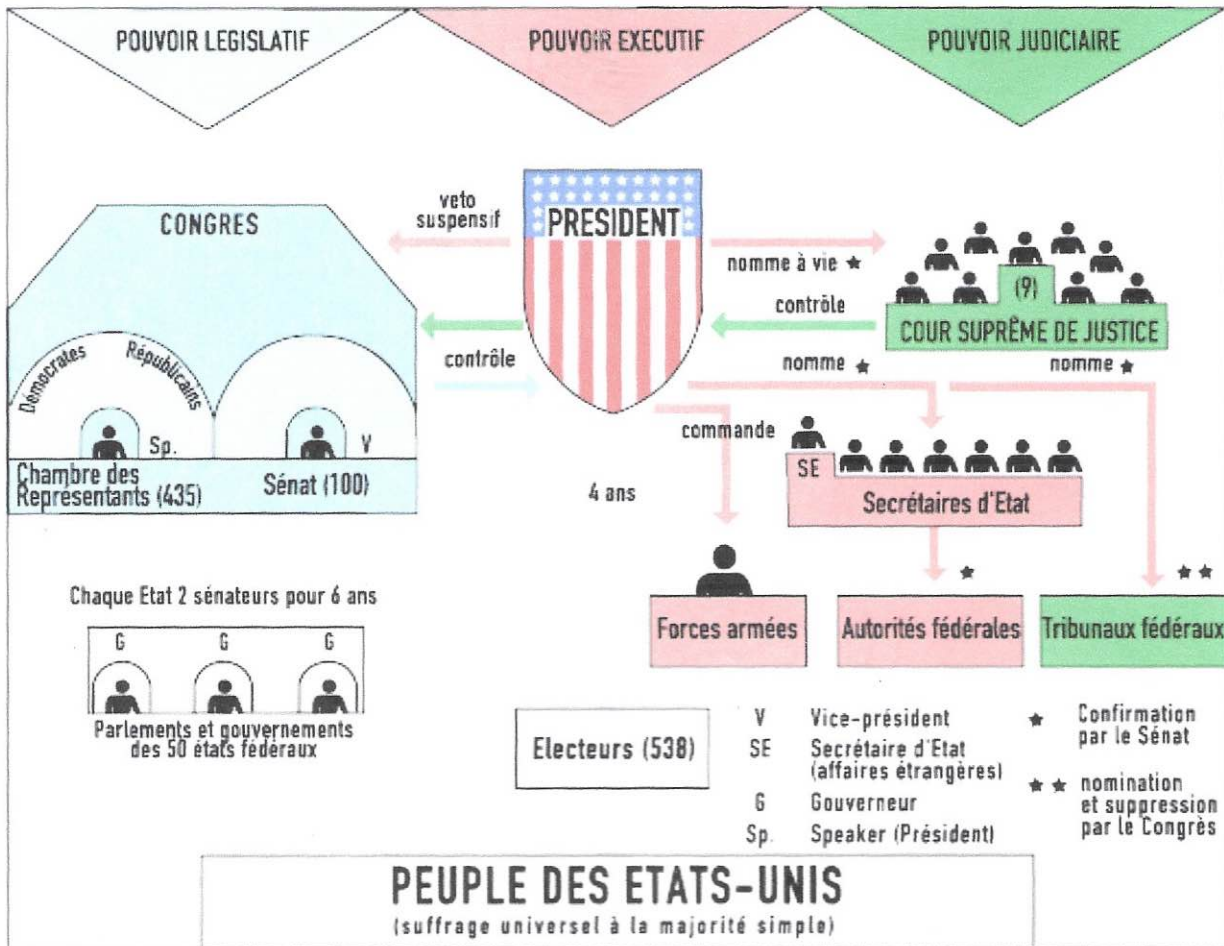 POUVOIR LEGISLATIF
POUVOIR EXECUTIF
POUVOIR JUDICIAIRE
CONGRES
veto
suspensif
PRESIDENT
nomme à vie ★
(9)
COUR SUPRÊME DE JUSTICE
contrôle
contrôle
nomme ★
nomme ★
Démocrates
Républicains
Sp.
V
Chambre des
Représentants (435)
Sénat (100)
commande
4 ans
SE
Secrétaires d'Etat
★
★ ★
Forces armées
Autorités fédérales
Tribunaux fédéraux
Chaque Etat 2 sénateurs pour 6 ans
G G G
Parlements et gouvernements
des 50 états fédéraux
Electeurs (538)
V Vice-président
SE Secrétaire d'Etat
(affaires étrangères)
G Gouverneur
Sp. Speaker (Président)
★ Confirmation
par le Sénat
★ ★ nomination
et suppression
par le Congrès
PEUPLE DES ETATS-UNIS
(suffrage universel à la majorité simple)